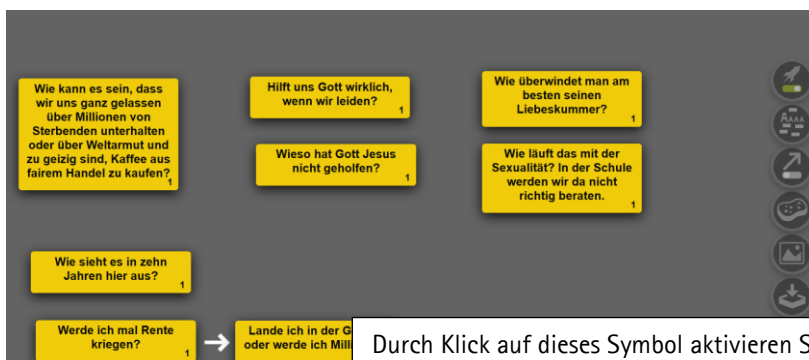 Wie kann es sein, dass
wir uns ganz gelassen
über Millionen von
Sterbenden unterhalten
oder über Weltarmut und
zu geizig sind, Kaffee aus
fairem Handel zu kaufen?
1
Hilft uns Gott wirklich,
wenn wir leiden?
1
Wieso hat Gott Jesus
nicht geholfen?
1
Wie überwindet man am
besten seinen
Liebeskummer?
1
Wie läuft das mit der
Sexualität? In der Schule
werden wir da nicht
richtig beraten.
1
Wie sieht es in zehn
Jahren hier aus?
1
Werde ich mal Rente
kriegen?
1
Lande ich in der G
oder werde ich Milli
Durch Klick auf dieses Symbol aktivieren S
AAAA